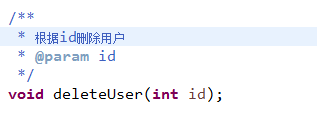 /**
 * 根据id删除用户
 * @param id
 */
void deleteUser(int id);